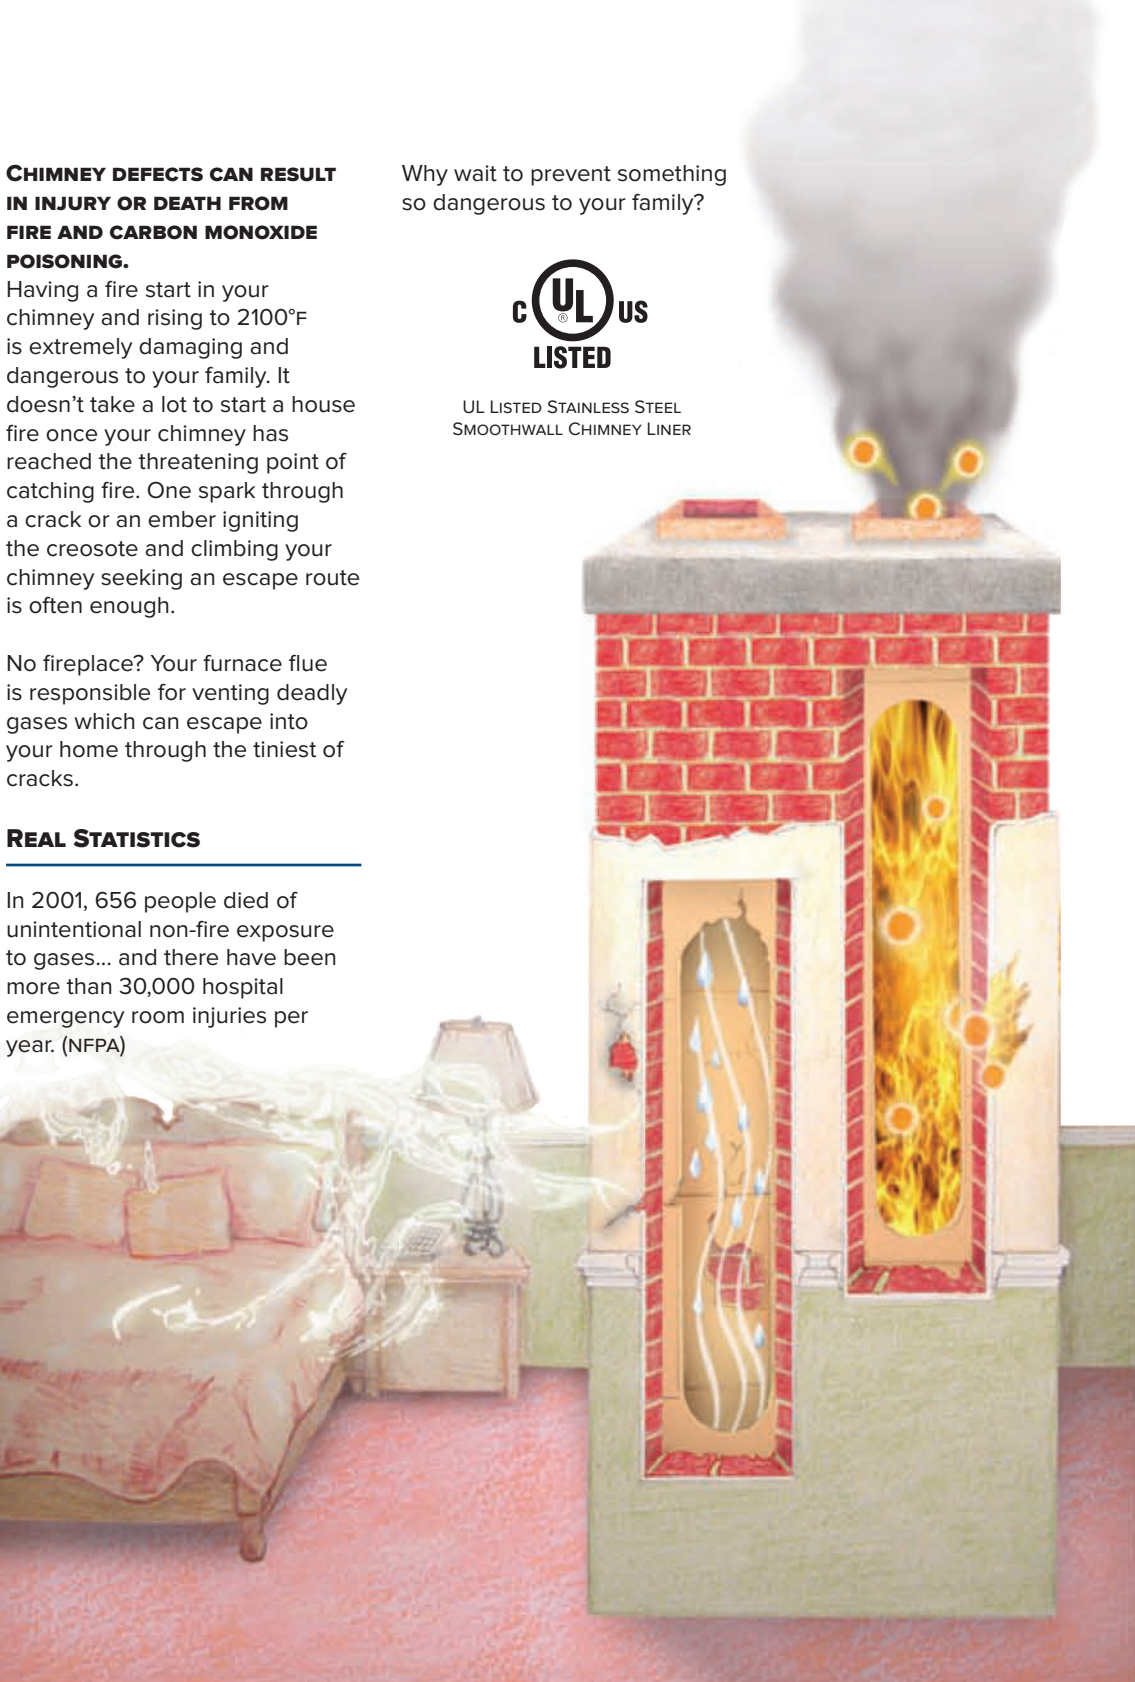 CHIMNEY DEFECTS CAN RESULT
IN INJURY OR DEATH FROM
FIRE AND CARBON MONOXIDE
POISONING.
Having a fire start in your
chimney and rising to 2100°F
is extremely damaging and
dangerous to your family. It
doesn't take a lot to start a house
fire once your chimney has
reached the threatening point of
catching fire. One spark through
a crack or an ember igniting
the creosote and climbing your
chimney seeking an escape route
is often enough.
No fireplace? Your furnace flue
is responsible for venting deadly
gases which can escape into
your home through the tiniest of
cracks.
REAL STATISTICS
In 2001, 656 people died of
unintentional non-fire exposure
to gases... and there have been
more than 30,000 hospital
emergency room injuries per
year. (NFPA)
Why wait to prevent something
so dangerous to your family?
C UL® US
LISTED
UL LISTED STAINLESS STEEL
SMOOTHWALL CHIMNEY LINER